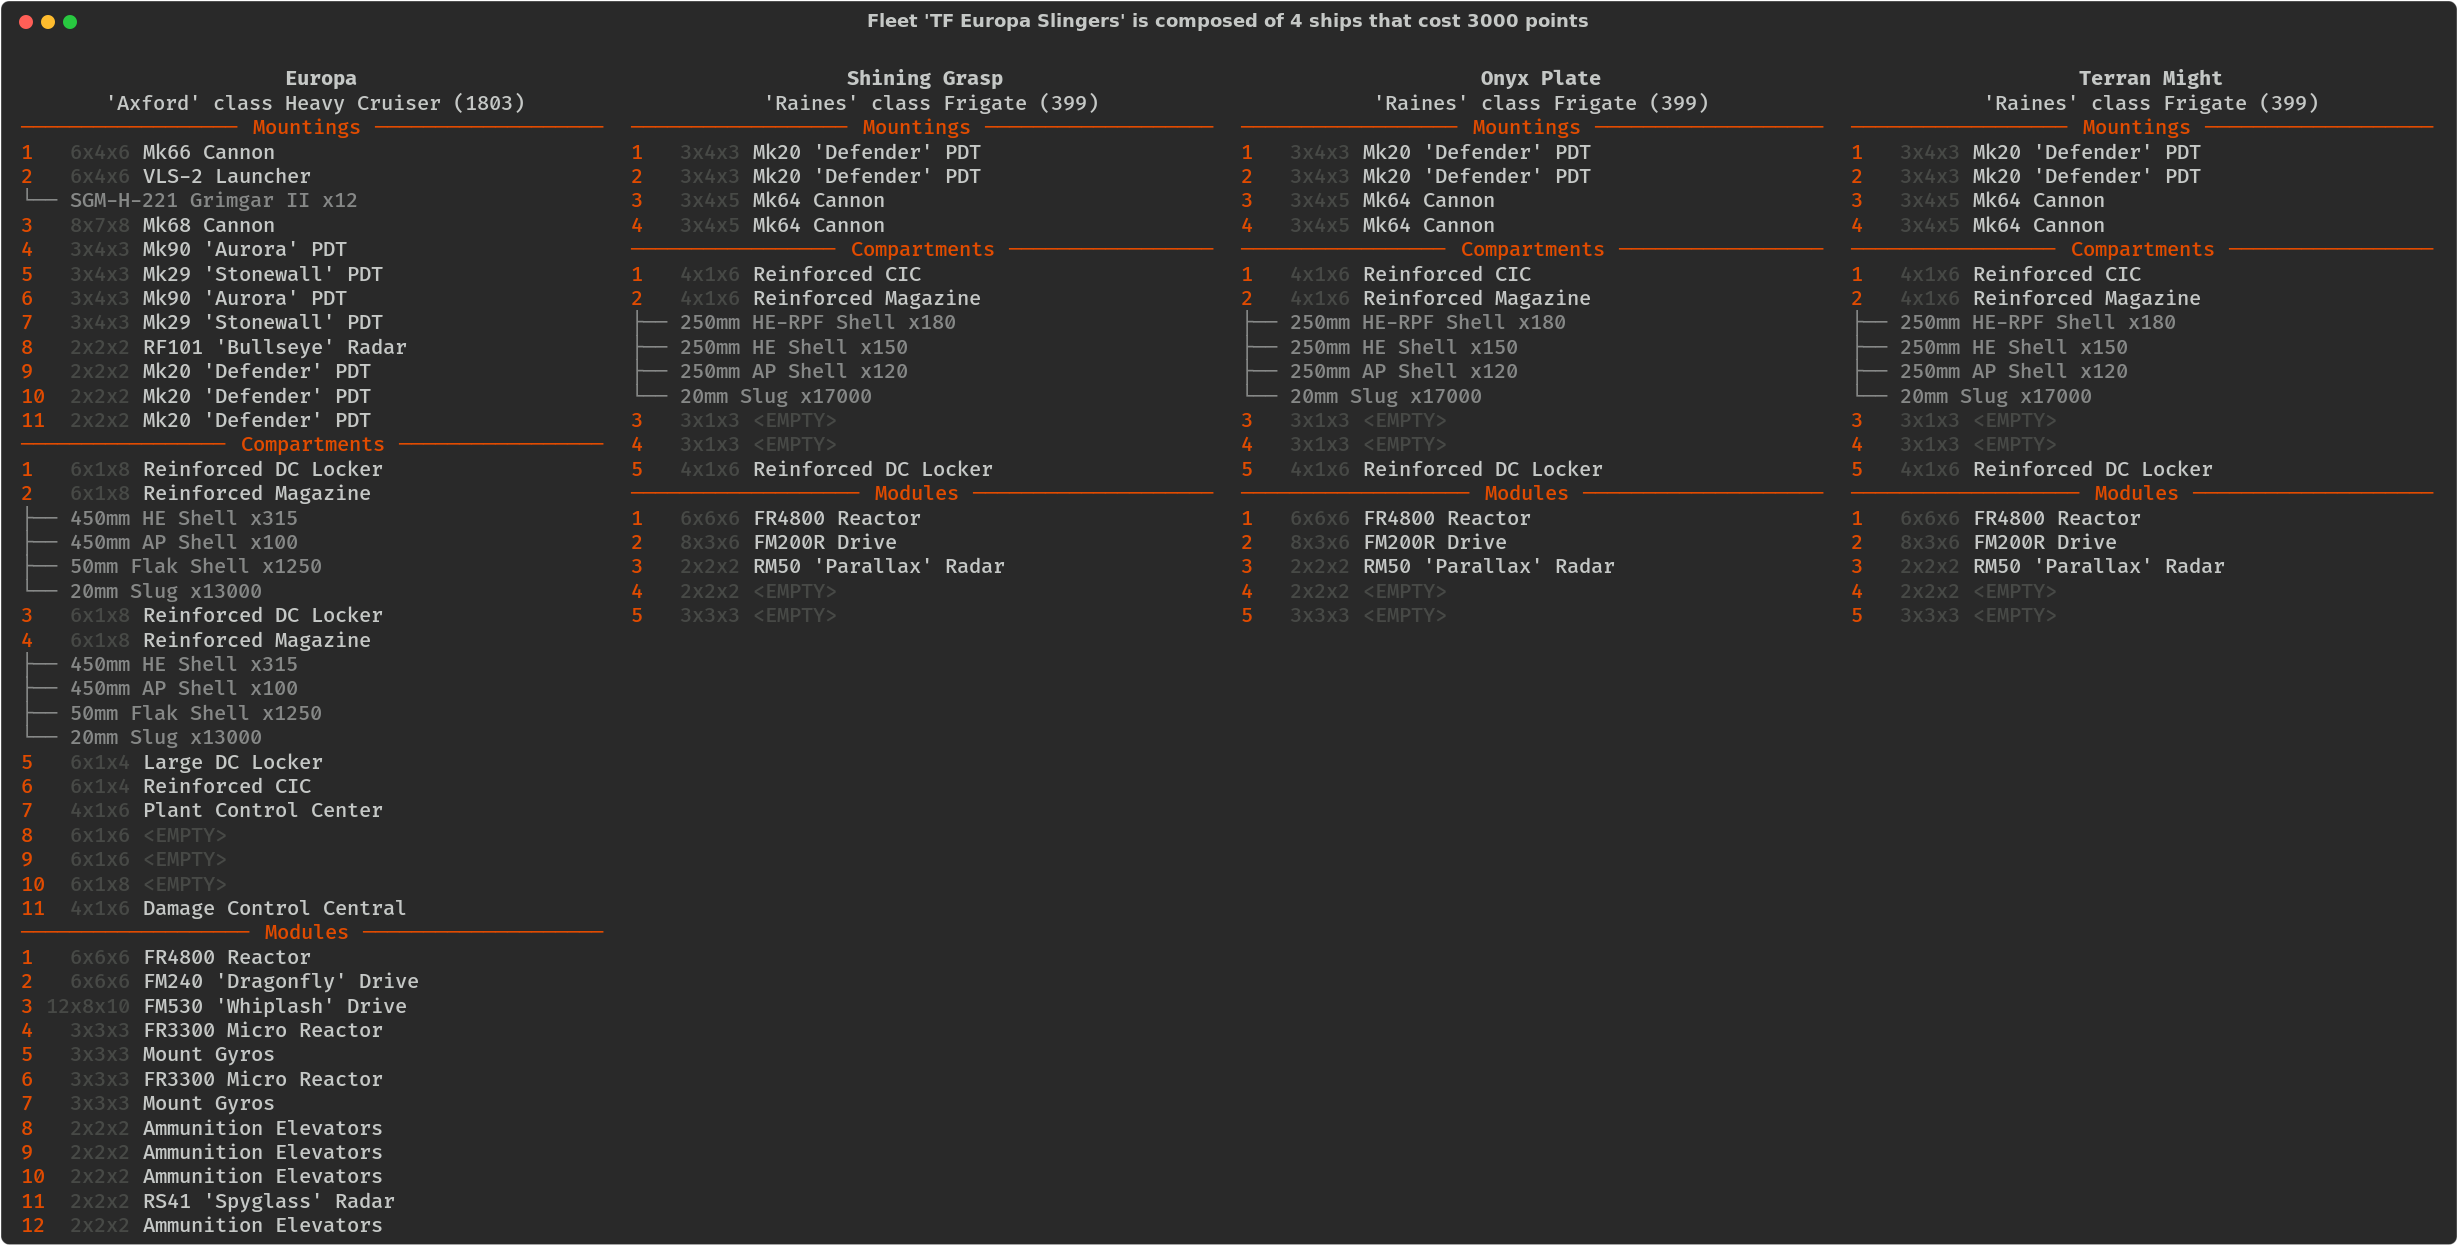 Fleet 'TF Europa Slingers' is composed of 4 ships that cost 3000 points
Europa
'Axford' class Heavy Cruiser (1803)
Mountings
1 6x4x6 Mk66 Cannon
2 6x4x6 VLS-2 Launcher
SGM-H-221 Grimgar II x12
3 8x7x8 Mk68 Cannon
4 3x4x3 Mk90 'Aurora' PDT
5 3x4x3 Mk29 'Stonewall' PDT
6 3x4x3 Mk90 'Aurora' PDT
7 3x4x3 Mk29 'Stonewall' PDT
8 2x2x2 RF101 'Bullseye' Radar
9 2x2x2 Mk20 'Defender' PDT
10 2x2x2 Mk20 'Defender' PDT
11 2x2x2 Mk20 'Defender' PDT
Compartments
1 6x1x8 Reinforced DC Locker
2 6x1x8 Reinforced Magazine
450mm HE Shell x315
450mm AP Shell x100
50mm Flak Shell x1250
20mm Slug x13000
3 6x1x8 Reinforced DC Locker
4 6x1x8 Reinforced Magazine
450mm HE Shell x315
450mm AP Shell x100
50mm Flak Shell x1250
20mm Slug x13000
5 6x1x4 Large DC Locker
6 6x1x4 Reinforced CIC
7 4x1x6 Plant Control Center
8 6x1x6 <EMPTY>
9 6x1x6 <EMPTY>
10 6x1x8 <EMPTY>
11 4x1x6 Damage Control Central
Modules
1 6x6x6 FR4800 Reactor
2 6x6x6 FM240 'Dragonfly' Drive
3 12x8x10 FM530 'Whiplash' Drive
4 3x3x3 FR3300 Micro Reactor
5 3x3x3 Mount Gyros
6 3x3x3 FR3300 Micro Reactor
7 3x3x3 Mount Gyros
8 2x2x2 Ammunition Elevators
9 2x2x2 Ammunition Elevators
10 2x2x2 Ammunition Elevators
11 2x2x2 RS41 'Spyglass' Radar
12 2x2x2 Ammunition Elevators
Shining Grasp
'Raines' class Frigate (399)
Mountings
1 3x4x3 Mk20 'Defender' PDT
2 3x4x3 Mk20 'Defender' PDT
3 3x4x5 Mk64 Cannon
4 3x4x5 Mk64 Cannon
Compartments
1 4x1x6 Reinforced CIC
2 4x1x6 Reinforced Magazine
250mm HE-RPF Shell x180
250mm HE Shell x150
250mm AP Shell x120
20mm Slug x17000
3 3x1x3 <EMPTY>
4 3x1x3 <EMPTY>
5 4x1x6 Reinforced DC Locker
Modules
1 6x6x6 FR4800 Reactor
2 8x3x6 FM200R Drive
3 2x2x2 RM50 'Parallax' Radar
4 2x2x2 <EMPTY>
5 3x3x3 <EMPTY>
Onyx Plate
'Raines' class Frigate (399)
Mountings
1 3x4x3 Mk20 'Defender' PDT
2 3x4x3 Mk20 'Defender' PDT
3 3x4x5 Mk64 Cannon
4 3x4x5 Mk64 Cannon
Compartments
1 4x1x6 Reinforced CIC
2 4x1x6 Reinforced Magazine
250mm HE-RPF Shell x180
250mm HE Shell x150
250mm AP Shell x120
20mm Slug x17000
3 3x1x3 <EMPTY>
4 3x1x3 <EMPTY>
5 4x1x6 Reinforced DC Locker
Modules
1 6x6x6 FR4800 Reactor
2 8x3x6 FM200R Drive
3 2x2x2 RM50 'Parallax' Radar
4 2x2x2 <EMPTY>
5 3x3x3 <EMPTY>
Terran Might
'Raines' class Frigate (399)
Mountings
1 3x4x3 Mk20 'Defender' PDT
2 3x4x3 Mk20 'Defender' PDT
3 3x4x5 Mk64 Cannon
4 3x4x5 Mk64 Cannon
Compartments
1 4x1x6 Reinforced CIC
2 4x1x6 Reinforced Magazine
250mm HE-RPF Shell x180
250mm HE Shell x150
250mm AP Shell x120
20mm Slug x17000
3 3x1x3 <EMPTY>
4 3x1x3 <EMPTY>
5 4x1x6 Reinforced DC Locker
Modules
1 6x6x6 FR4800 Reactor
2 8x3x6 FM200R Drive
3 2x2x2 RM50 'Parallax' Radar
4 2x2x2 <EMPTY>
5 3x3x3 <EMPTY>